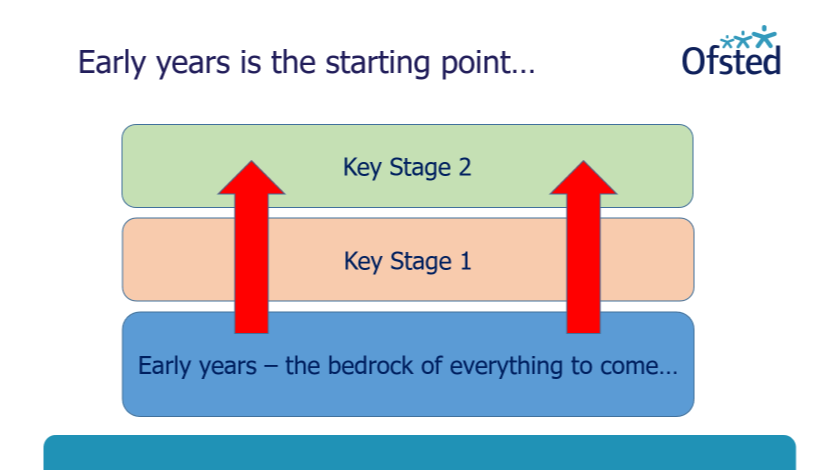 Early years is the starting point…
Ofsted
Key Stage 2
Key Stage 1
Early years – the bedrock of everything to come…